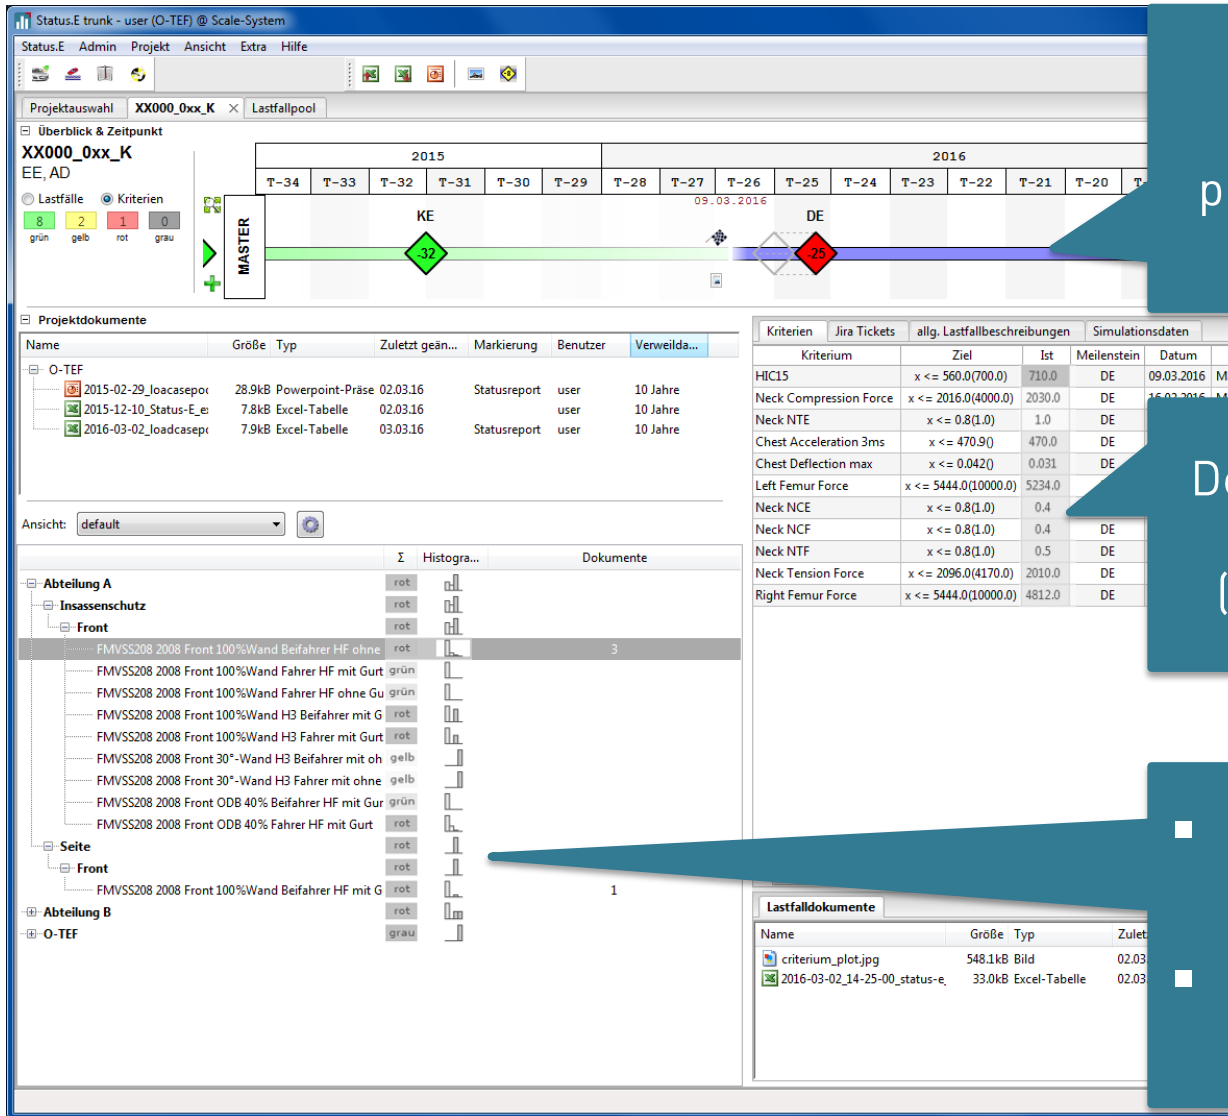 Status.E trunk - user (O-TEF) @ Scale-System
Status.E Admin Projekt Ansicht Extra Hilfe
Projektauswahl XX000_0xx_K Lastfallpool
Überblick & Zeitpunkt
XX000_0xx_K
EE, AD
Lastfälle Kriterien
8 2 1 0
grün gelb rot grau
MASTER
2015 2016
T-34 T-33 T-32 T-31 T-30 T-29 T-28 T-27 T-26 T-25 T-24 T-23 T-22 T-21 T-20
09.03.2016
KE DE
-32 -25
Projektdokumente
Name Größe Typ Zuletzt geän... Markierung Benutzer Verweilda...
O-TEF
2015-02-29_loacasepoc 28.9kB Powerpoint-Präse 02.03.16 Statusreport user 10 Jahre
2015-12-10_Status-E_e 7.8kB Excel-Tabelle 02.03.16 user 10 Jahre
2016-03-02_loadcasepo 7.9kB Excel-Tabelle 03.03.16 Statusreport user 10 Jahre
Ansicht: default
Σ Histogra... Dokumente
Abteilung A rot
Insassenschutz rot
Front rot
FMVSS208 2008 Front 100%Wand Beifahrer HF ohne rot 3
FMVSS208 2008 Front 100%Wand Fahrer HF mit Gurt grün
FMVSS208 2008 Front 100%Wand Fahrer HF ohne Gu grün
FMVSS208 2008 Front 100%Wand H3 Beifahrer mit G rot
FMVSS208 2008 Front 100%Wand H3 Fahrer mit Gurt rot
FMVSS208 2008 Front 30°-Wand H3 Beifahrer mit oh gelb
FMVSS208 2008 Front 30°-Wand H3 Fahrer mit ohne gelb
FMVSS208 2008 Front ODB 40% Beifahrer HF mit Gur grün
FMVSS208 2008 Front ODB 40% Fahrer HF mit Gurt rot
Seite rot
Front rot
FMVSS208 2008 Front 100%Wand Beifahrer HF mit G rot 1
Abteilung B rot
O-TEF grau
Kriterien Jira Tickets allg. Lastfallbeschreibungen Simulationsdaten
Kriterium Ziel Ist Meilenstein Datum
HIC15 x <= 560.0(700.0) 710.0 DE 09.03.2016 M
Neck Compression Force x <= 2016.0(4000.0) 2030.0 DE 16.03.2016 M
Neck NTE x <= 0.8(1.0) 1.0 DE
Chest Acceleration 3ms x <= 470.9() 470.0 DE
Chest Deflection max x <= 0.042() 0.031 DE
Left Femur Force x <= 5444.0(10000.0) 5234.0
Neck NCE x <= 0.8(1.0) 0.4
Neck NCF x <= 0.8(1.0) 0.4 DE
Neck NTF x <= 0.8(1.0) 0.5 DE
Neck Tension Force x <= 2096.0(4170.0) 2010.0 DE
Right Femur Force x <= 5444.0(10000.0) 4812.0 DE
Lastfalldokumente
Name Größe Typ Zulet
criterium_plot.jpg 548.1kB Bild 02.03
2016-03-02_14-25-00_status-e_ 33.0kB Excel-Tabelle 02.03
p
De
(